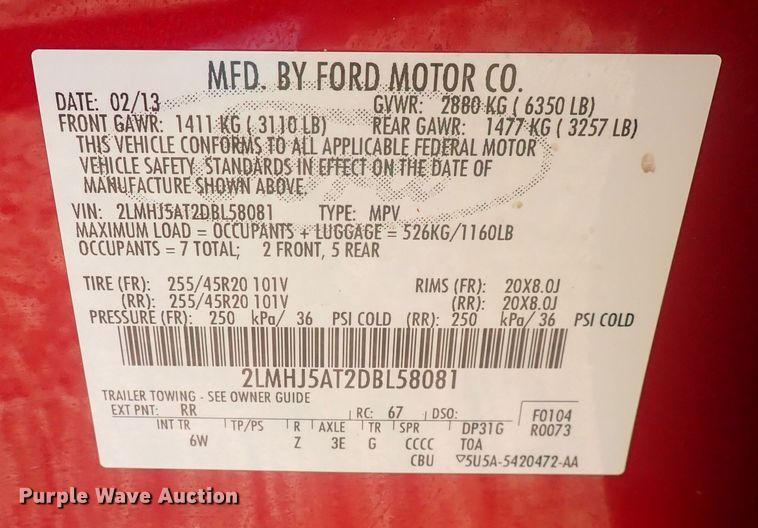 MFD. BY FORD MOTOR CO.
DATE: 02/13 GVWR: 2880 KG ( 6350 LB)
FRONT GAWR: 1411 KG ( 3110 LB) REAR GAWR: 1477 KG ( 3257 LB)
THIS VEHICLE CONFORMS TO ALL APPLICABLE FEDERAL MOTOR
VEHICLE SAFETY STANDARDS IN EFFECT ON THE DATE OF
MANUFACTURE SHOWN ABOVE.
VIN: 2LMHJ5AT2DBL58081 TYPE: MPV
MAXIMUM LOAD = OCCUPANTS + LUGGAGE = 526KG/1160LB
OCCUPANTS = 7 TOTAL; 2 FRONT, 5 REAR
TIRE (FR): 255/45R20 101V RIMS (FR): 20X8.0J
(RR): 255/45R20 101V (RR): 20X8.0J
PRESSURE (FR): 250 kPa/ 36 PSI COLD (RR): 250 kPa/ 36 PSI COLD
2LMHJ5AT2DBL58081
TRAILER TOWING - SEE OWNER GUIDE
EXT PNT: RR RC: 67 DSO: F0104
INT TR TP/PS R AXLE TR SPR DP31G R0073
6W Z 3E G CCCC T0A
CBU ▽5U5A-5420472-AA
Purple Wave Auction